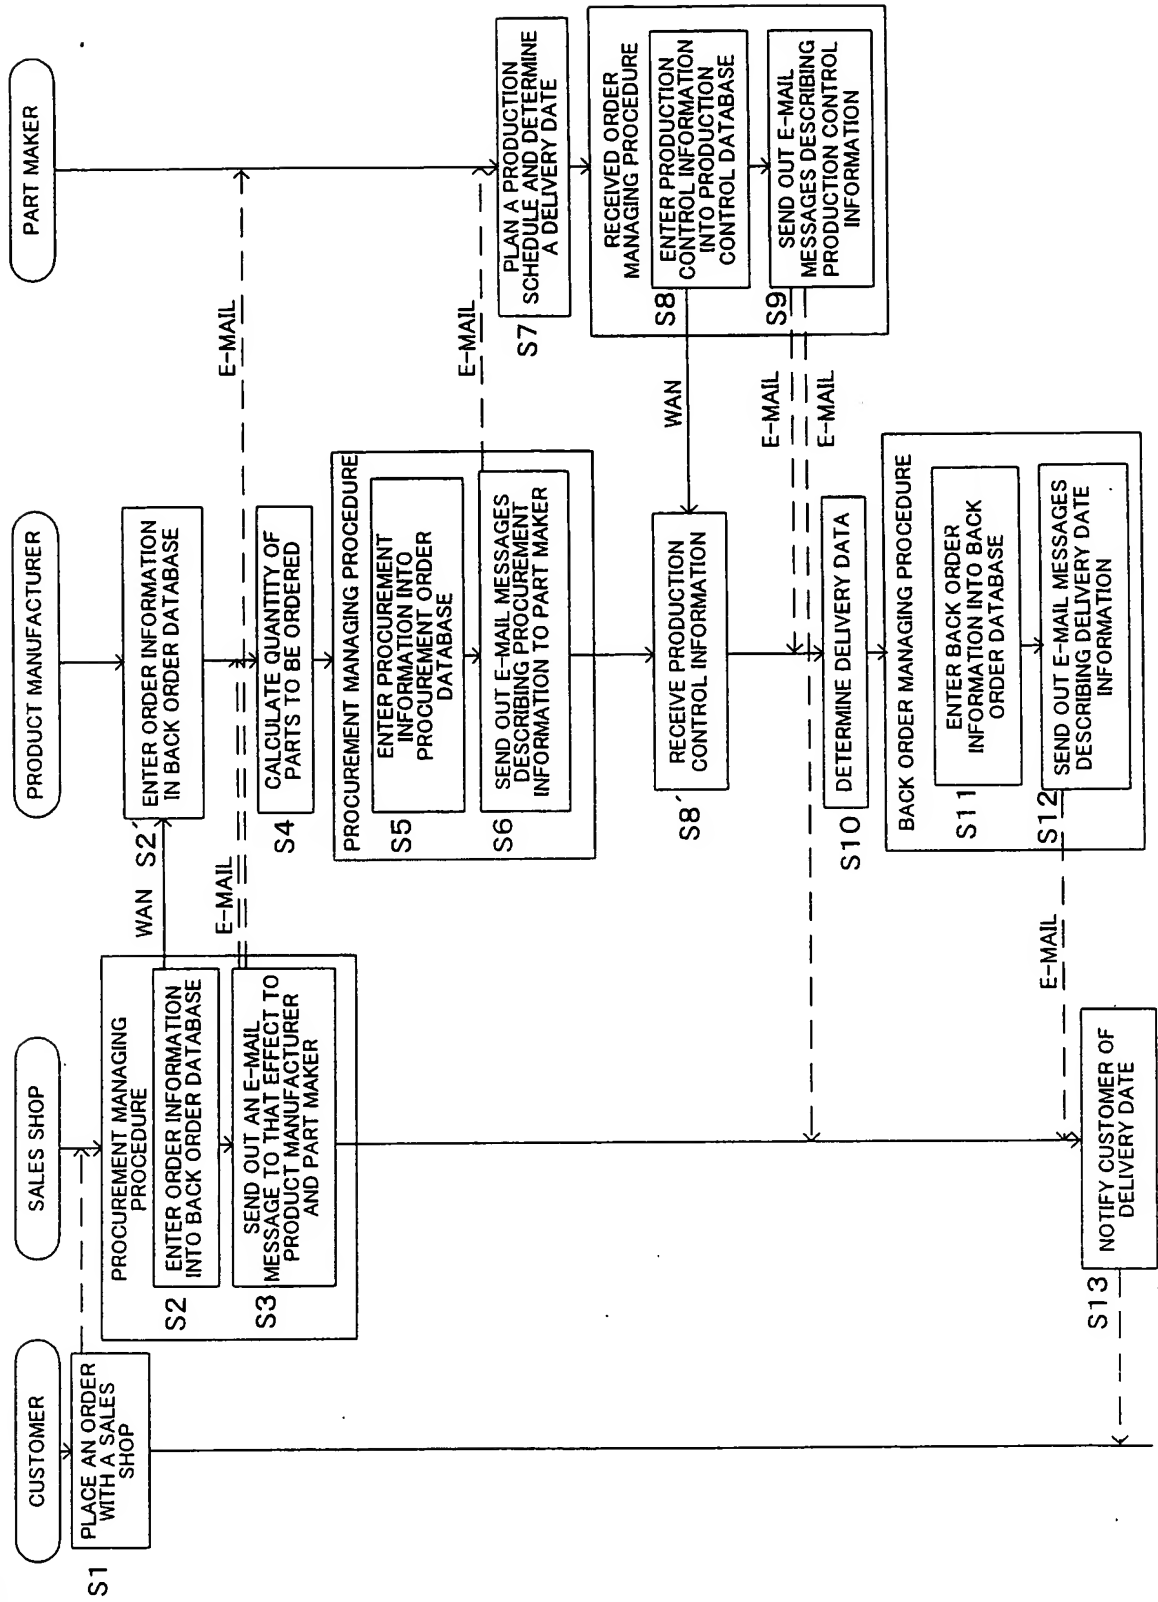 CUSTOMER
SALES SHOP
PRODUCT MANUFACTURER
PART MAKER
S1
PLACE AN ORDER
WITH A SALES
SHOP
PROCUREMENT MANAGING
PROCEDURE
S2
ENTER ORDER INFORMATION
INTO BACK ORDER DATABASE
WAN
S2´
ENTER ORDER INFORMATION
IN BACK ORDER DATABASE
S3
SEND OUT AN E-MAIL
MESSAGE TO THAT EFFECT TO
PRODUCT MANUFACTURER
AND PART MAKER
E-MAIL
E-MAIL
S4
CALCULATE QUANTITY OF
PARTS TO BE ORDERED
PROCUREMENT MANAGING PROCEDURE
S5
ENTER PROCUREMENT
INFORMATION INTO
PROCUREMENT ORDER
DATABASE
S6
SEND OUT E-MAIL MESSAGES
DESCRIBING PROCUREMENT
INFORMATION TO PART MAKER
E-MAIL
S7
PLAN A PRODUCTION
SCHEDULE AND DETERMINE
A DELIVERY DATE
RECEIVED ORDER
MANAGING PROCEDURE
S8
ENTER PRODUCTION
CONTROL INFORMATION
INTO PRODUCTION
CONTROL DATABASE
WAN
S8´
RECEIVE PRODUCTION
CONTROL INFORMATION
S9
SEND OUT E-MAIL
MESSAGES DESCRIBING
PRODUCTION CONTROL
INFORMATION
E-MAIL
E-MAIL
S10
DETERMINE DELIVERY DATA
BACK ORDER MANAGING PROCEDURE
S11
ENTER BACK ORDER
INFORMATION INTO BACK
ORDER DATABASE
S12
SEND OUT E-MAIL MESSAGES
DESCRIBING DELIVERY DATE
INFORMATION
E-MAIL
S13
NOTIFY CUSTOMER OF
DELIVERY DATE